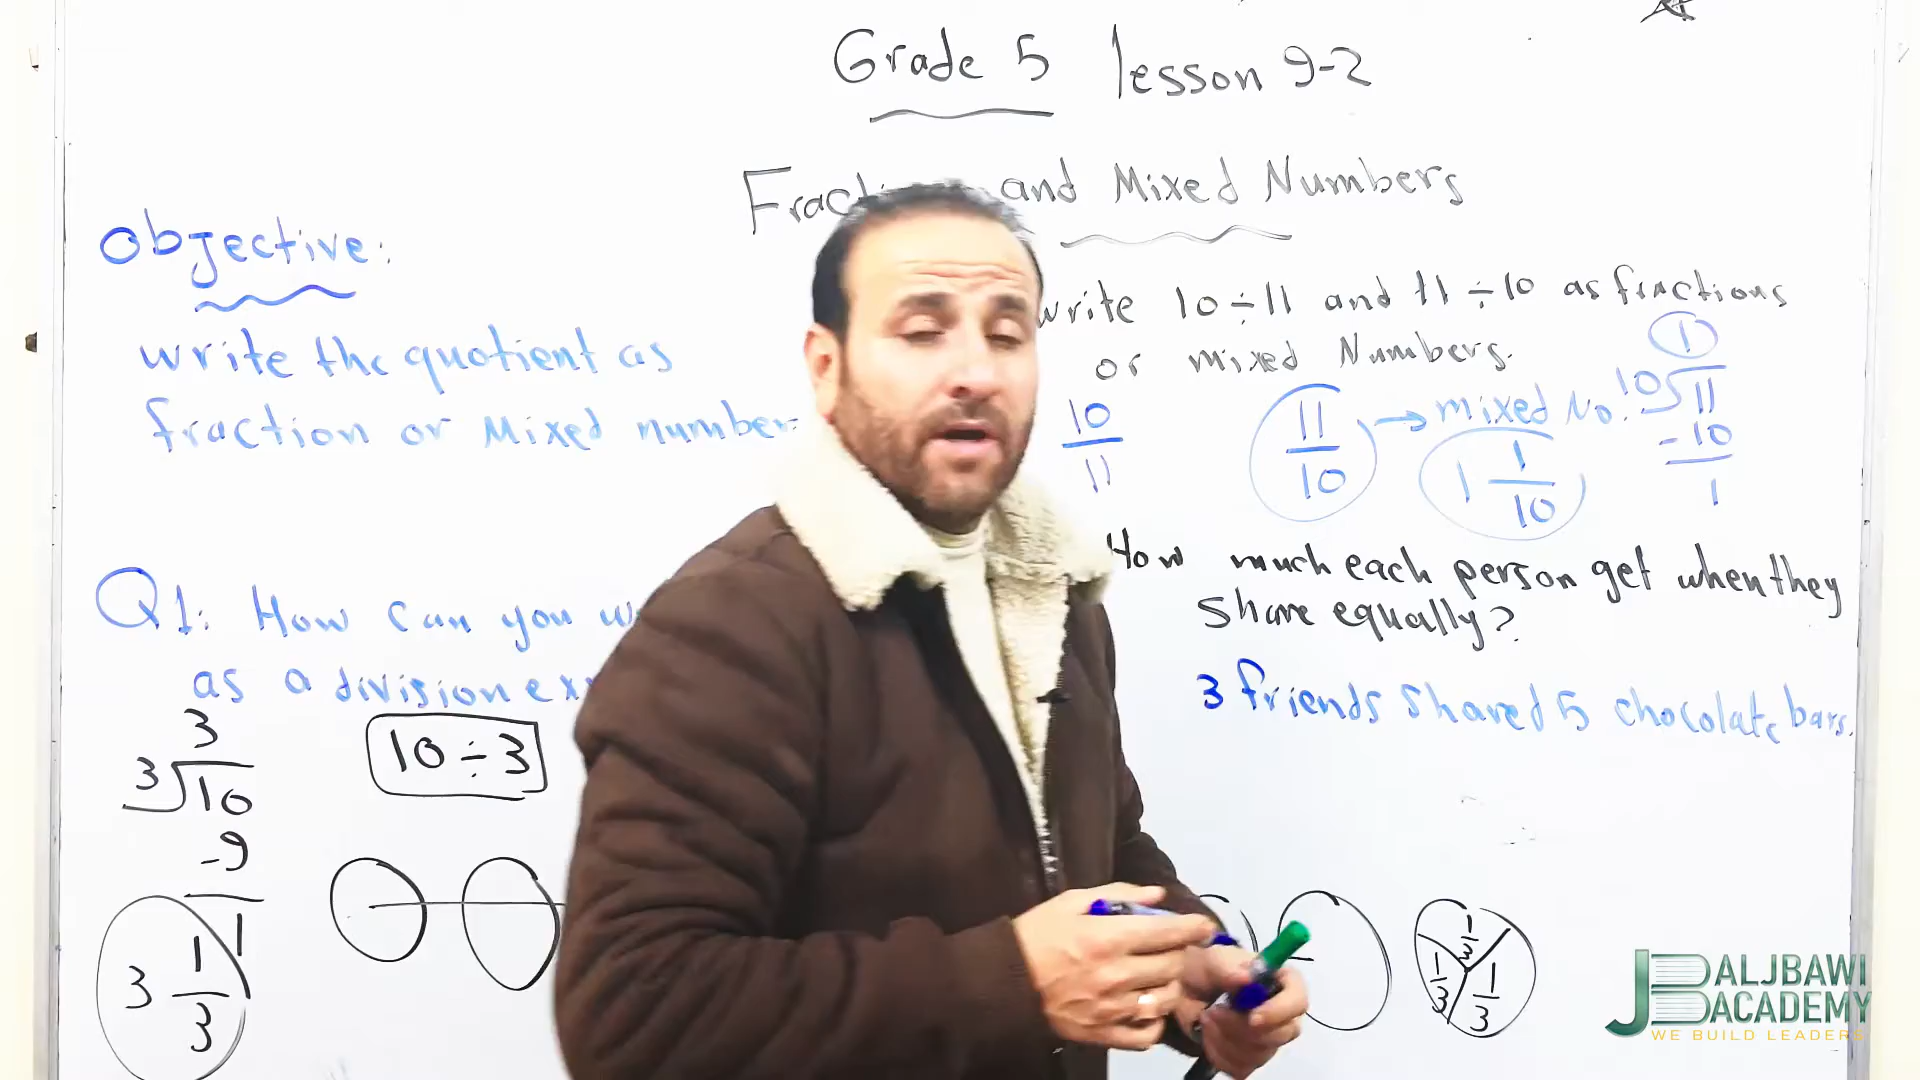 Grade 5 lesson 9-2
Fractions and Mixed Numbers
Objective:
write the quotient as
fraction or Mixed number
write 10÷11 and 11÷10 as fractions
or mixed Numbers.
10
11
11
10
→ mixed No.
1 1
10
1
10 11
-10
1
Q1: How can you
as a division
3
3 10
-9
1
3 1
3
10÷3
How much each person get when they
share equally?
3 friends shared 5 chocolate bars.
1
3
1
3
1
3
ALJBAWI
ACADEMY
WE BUILD LEADERS